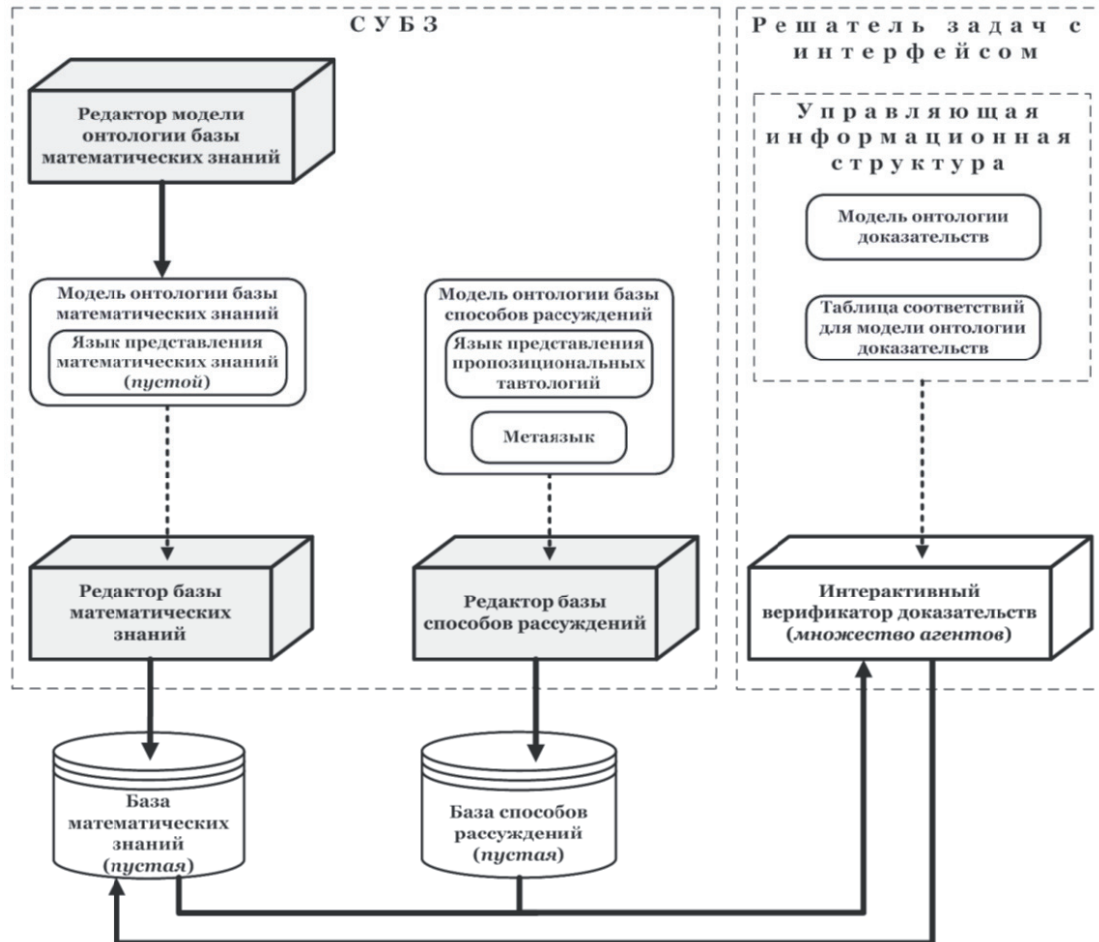 СУБЗ
Редактор модели
онтологии базы
математических знаний
Модель онтологии базы
математических знаний
Язык представления
математических знаний
(пустой)
Модель онтологии базы
способов рассуждений
Язык представления
пропозициональных
тавтологий
Метаязык
Редактор базы
математических
знаний
Редактор базы
способов рассуждений
База
математических
знаний
(пустая)
База способов
рассуждений
(пустая)
Решатель задач с
интерфейсом
Управляющая
информационная
структура
Модель онтологии
доказательств
Таблица соответствий
для модели онтологии
доказательств
Интерактивный
верификатор доказательств
(множество агентов)